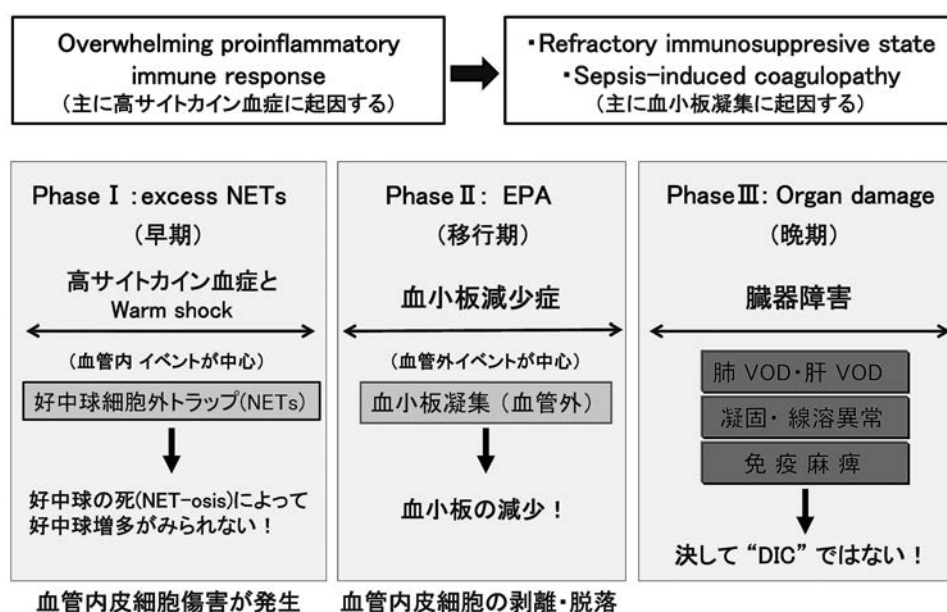 Overwhelming proinflammatory
immune response
（主に高サイトカイン血症に起因する）
・Refractory immunosuppresive state
・Sepsis-induced coagulopathy
（主に血小板凝集に起因する）
Phase Ⅰ：excess NETs
（早期）
高サイトカイン血症と
Warm shock
（血管内 イベントが中心）
好中球細胞外トラップ(NETs)
好中球の死(NET-osis)によって
好中球増多がみられない！
血管内皮細胞傷害が発生
Phase Ⅱ： EPA
（移行期）
血小板減少症
（血管外イベントが中心）
血小板凝集（血管外）
血小板の減少！
血管内皮細胞の剥離・脱落
Phase Ⅲ: Organ damage
（晩期）
臓器障害
肺 VOD・肝 VOD
凝固・線溶異常
免 疫 麻 痺
決して “DIC” ではない！